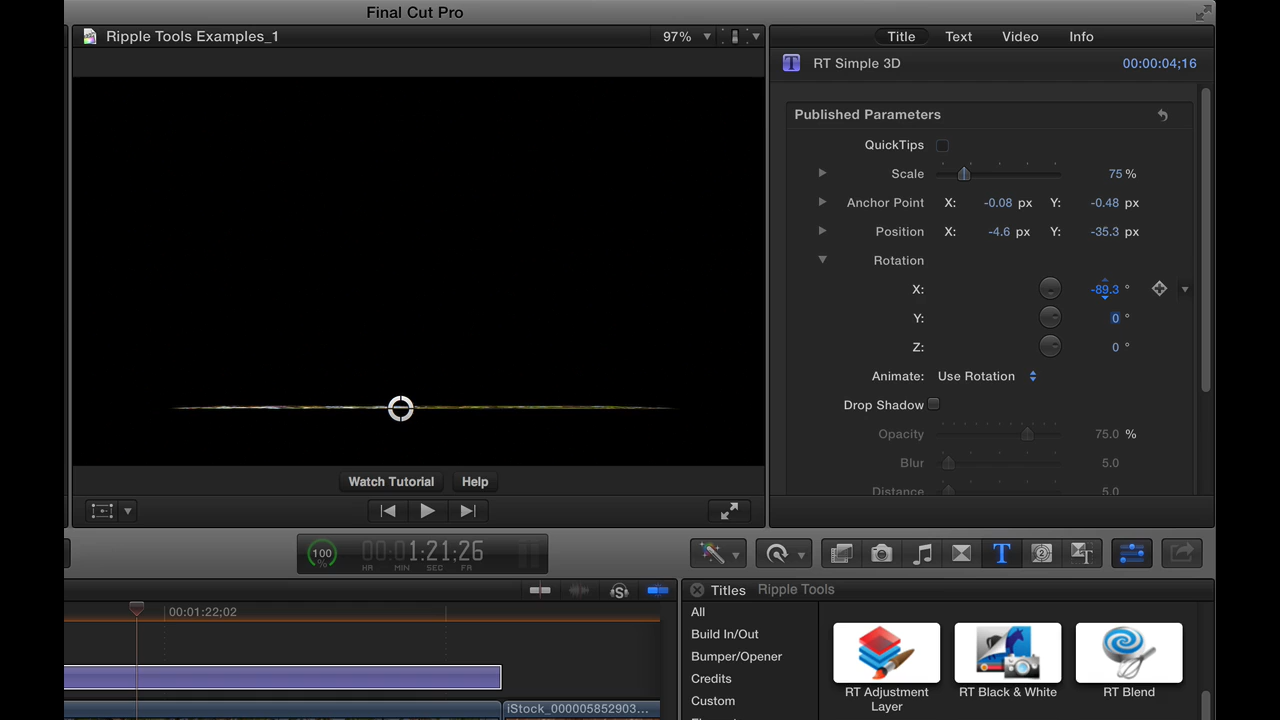 Final Cut Pro
Ripple Tools Examples_1
97%
Title Text Video Info
RT Simple 3D
00:00:04;16
Published Parameters
QuickTips
Scale 75 %
Anchor Point X: -0.08 px Y: -0.48 px
Position X: -4.6 px Y: -35.3 px
Rotation
X: -89.3 °
Y: 0 °
Z: 0 °
Animate: Use Rotation
Drop Shadow
Opacity 75.0 %
Blur 5.0
Distance 5.0
Watch Tutorial Help
100 %
00:01:21;26
HR MIN SEC FR
T
Titles Ripple Tools
00:01:22;02
All
Build In/Out
Bumper/Opener
Credits
Custom
RT Adjustment
Layer
RT Black & White
RT Blend
iStock_000005852903...